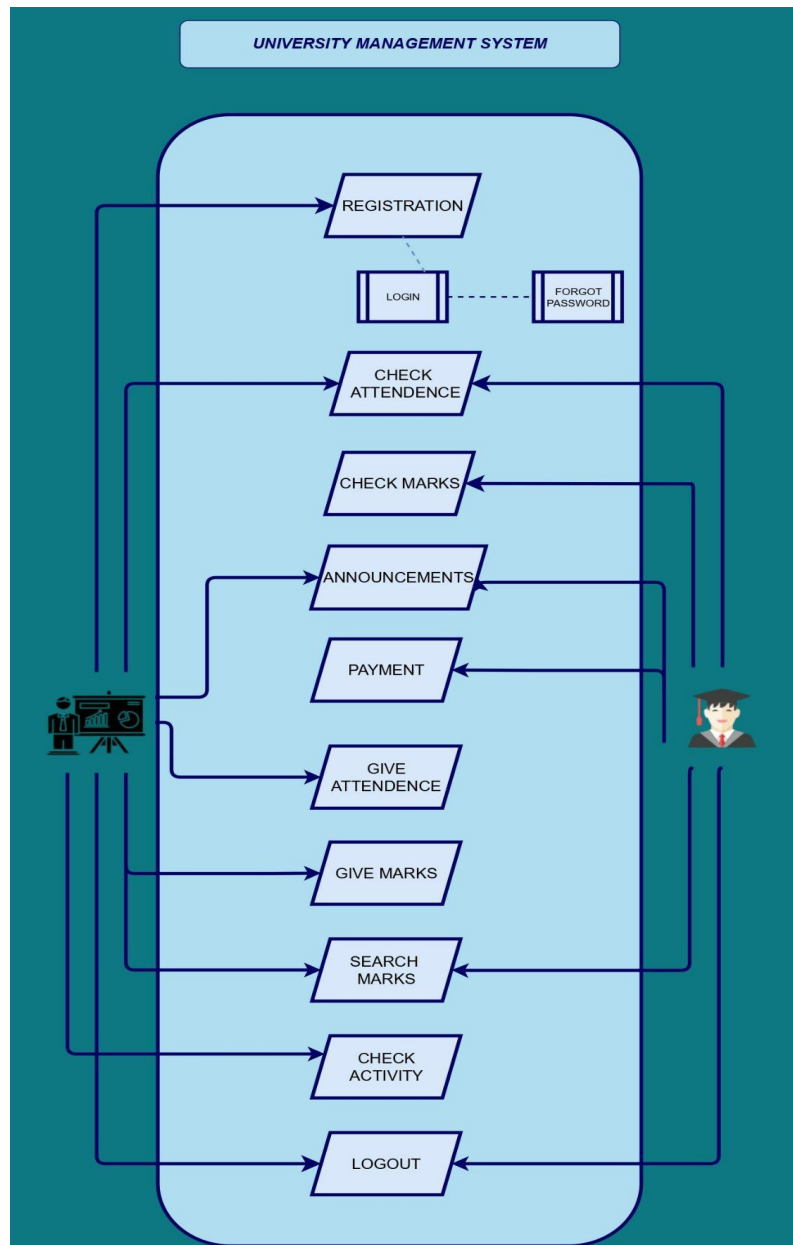 UNIVERSITY MANAGEMENT SYSTEM
REGISTRATION
LOGIN
FORGOT
PASSWORD
CHECK
ATTENDENCE
CHECK MARKS
ANNOUNCEMENTS
PAYMENT
GIVE
ATTENDENCE
GIVE MARKS
SEARCH
MARKS
CHECK
ACTIVITY
LOGOUT